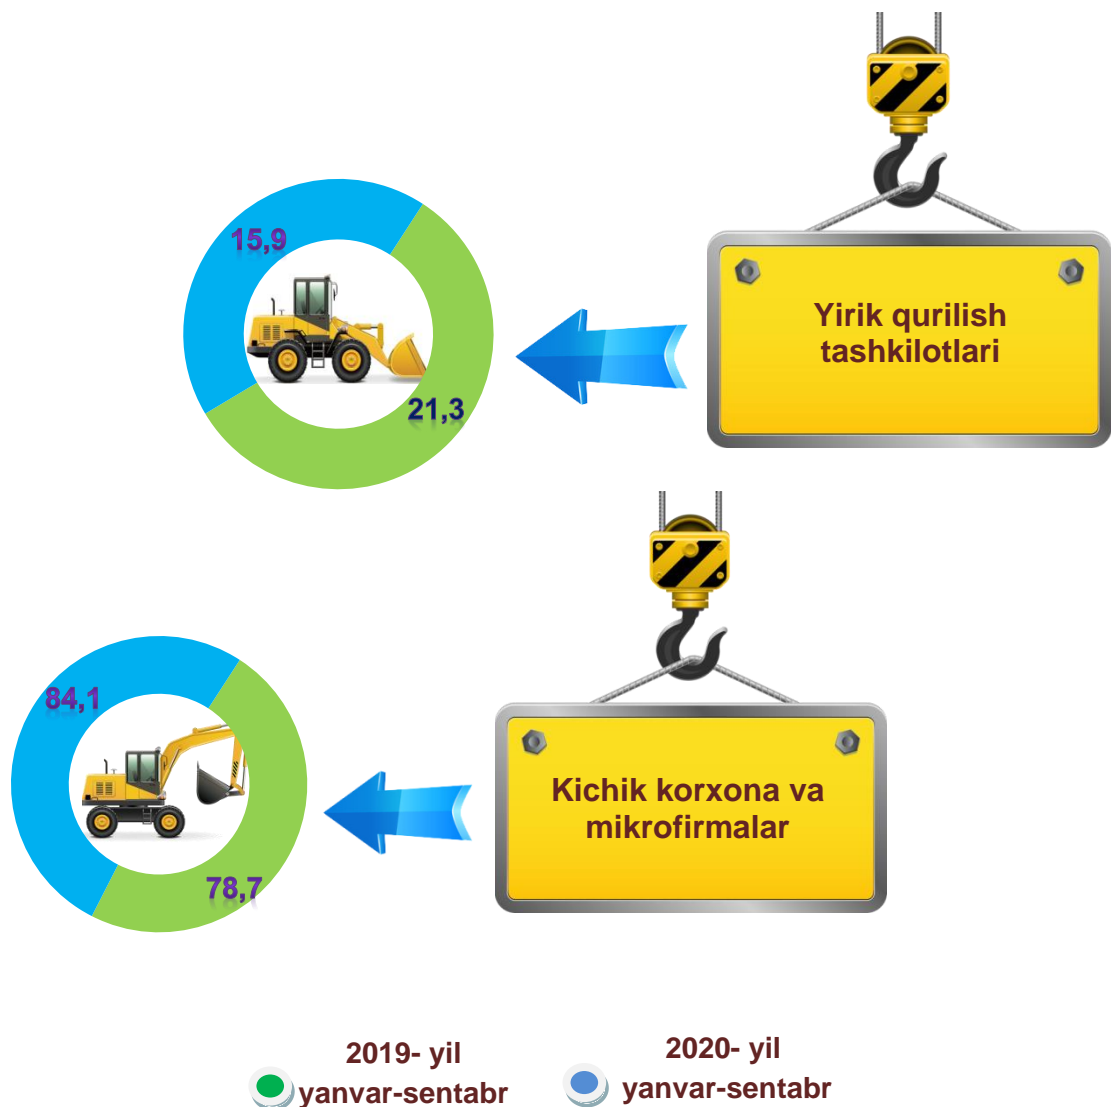 15,9
21,3
Yirik qurilish
tashkilotlari
84,1
78,7
Kichik korxona va
mikrofirmalar
2019- yil
yanvar-sentabr
2020- yil
yanvar-sentabr